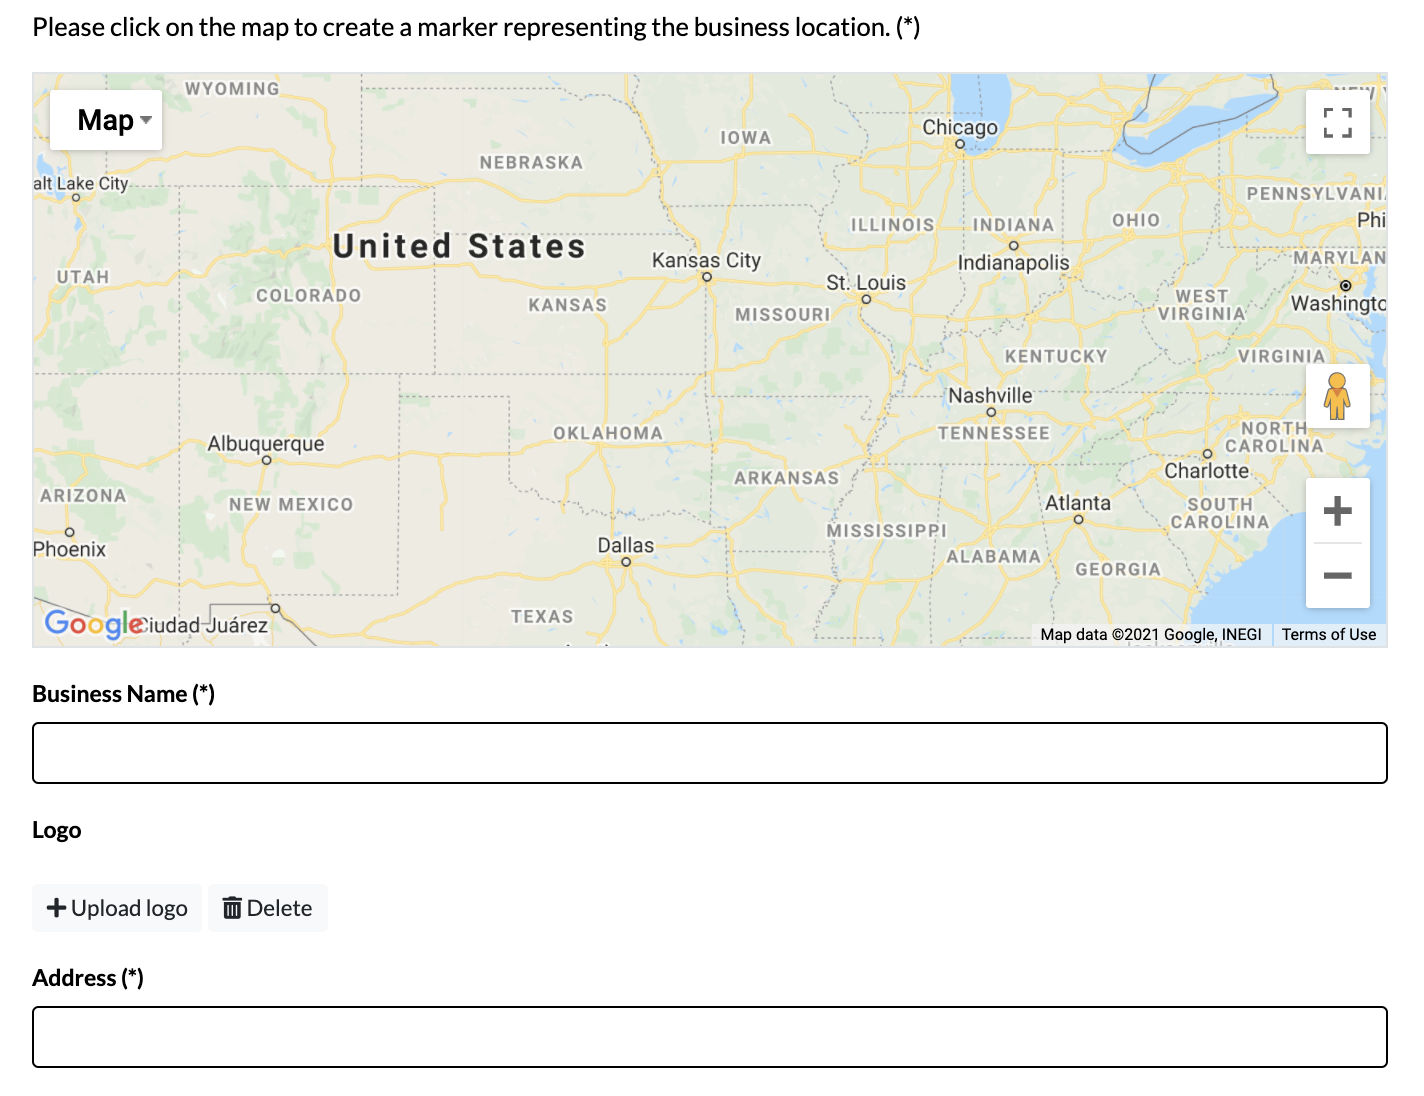 Please click on the map to create a marker representing the business location. (*)
WYOMING
NEW
Map
Chicago
IOWA
NEBRASKA
alt Lake City
PENNSYLVANI
ILLINOIS
INDIANA
OHIO
Phi
United States
Kansas City
Indianapolis
MARYLAN
UTAH
St. Louis
COLORADO
KANSAS
WEST
VIRGINIA
Washingto
MISSOURI
KENTUCKY
VIRGINIA
Nashville
OKLAHOMA
TENNESSEE
NORTH
CAROLINA
Albuquerque
Charlotte
ARKANSAS
ARIZONA
NEW MEXICO
Atlanta
SOUTH
CAROLINA
MISSISSIPPI
Phoenix
Dallas
ALABAMA
GEORGIA
TEXAS
Google
Ciudad Juárez
Map data ©2021 Google, INEGI
Terms of Use
Business Name (*)
Logo
Upload logo
Delete
Address (*)